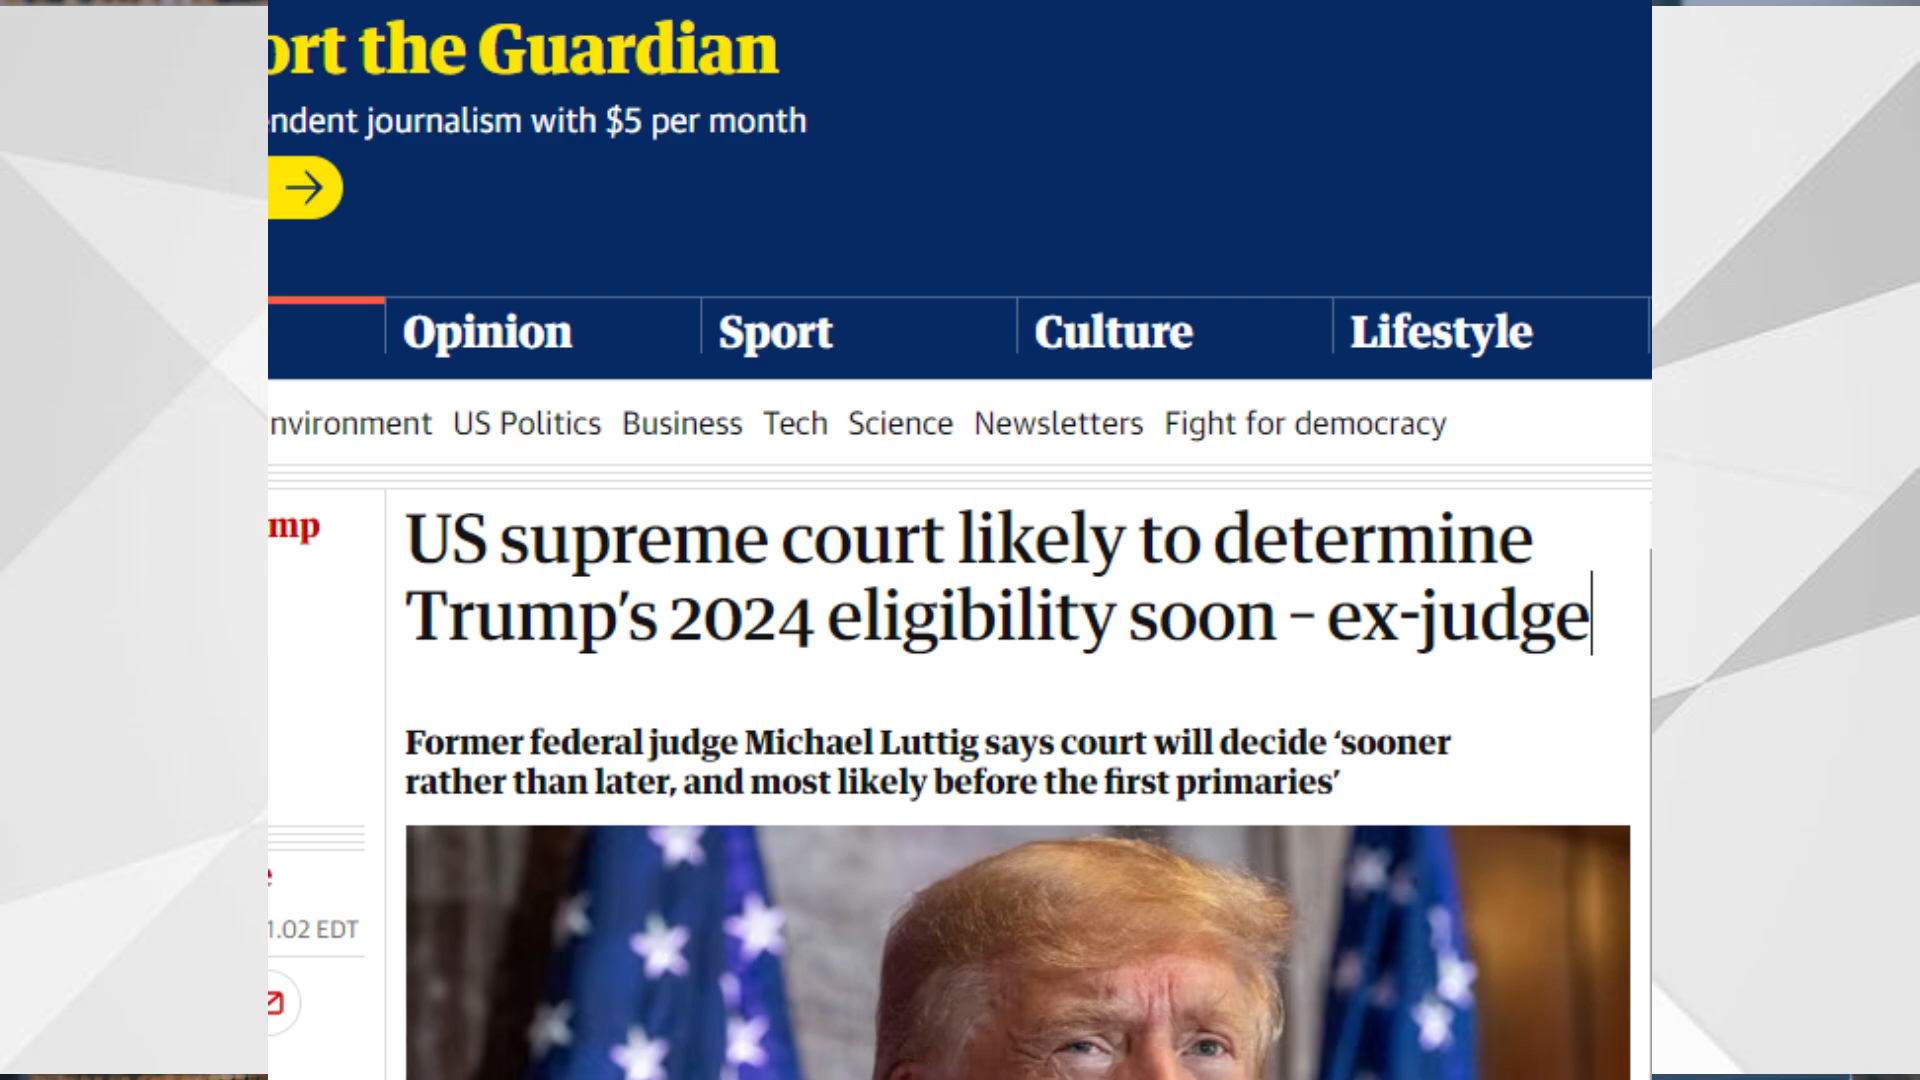 ort the Guardian
endent journalism with $5 per month
Opinion Sport Culture Lifestyle
nvironment US Politics Business Tech Science Newsletters Fight for democracy
mp
US supreme court likely to determine
Trump's 2024 eligibility soon – ex-judge
Former federal judge Michael Luttig says court will decide ‘sooner
rather than later, and most likely before the first primaries’
e
1.02 EDT